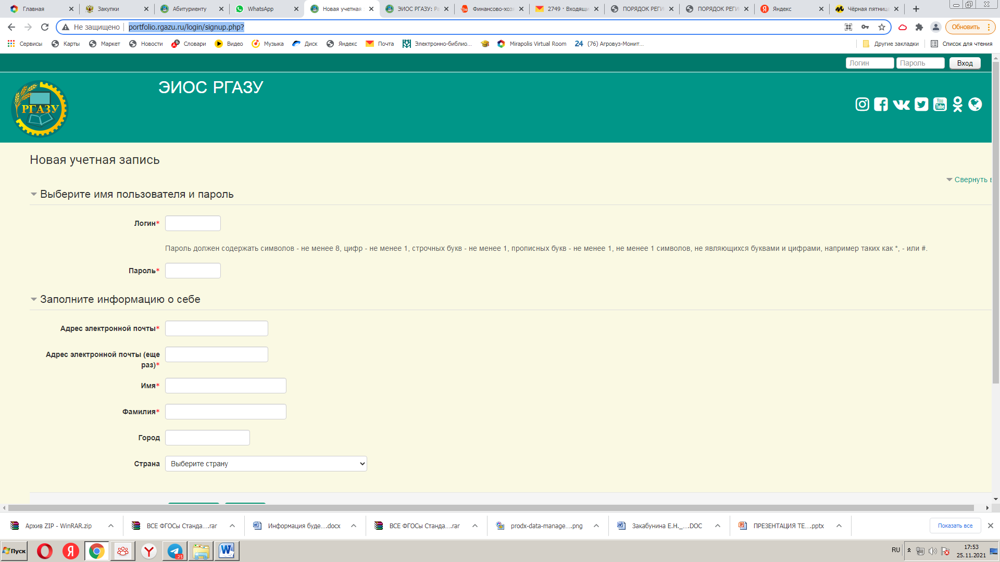 Главная
Закупки
Абитуриенту
WhatsApp
Новая учетная
ЭИОС РГАЗУ:
Финансово-хозя
2749 · Входящи
ПОРЯДОК РЕГИ
ПОРЯДОК РЕГИ
Яндекс
Чёрная пятница
Не защищено
portfolio.rgazu.ru/login/signup.php?
Обновить
Сервисы
Карты
Маркет
Новости
Словари
Видео
Музыка
Диск
Яндекс
Почта
Электронно-библио...
Mirapolis Virtual Room
24 (76) Агровуз-Монит...
Другие закладки
Список для чтения
Логин
Пароль
Вход
ЭИОС РГАЗУ
РГАЗУ
You Tube
Новая учетная запись
Свернуть в
Выберите имя пользователя и пароль
Логин*
Пароль должен содержать символов - не менее 8, цифр - не менее 1, строчных букв - не менее 1, прописных букв - не менее 1, не менее 1 символов, не являющихся буквами и цифрами, например таких как *, - или #.
Пароль*
Заполните информацию о себе
Адрес электронной почты*
Адрес электронной почты (еще
раз)*
Имя*
Фамилия*
Город
Страна
Выберите страну
Архив ZIP - WinRAR.zip
ВСЕ ФГОСы Станда....rar
Информация буде....docx
ВСЕ ФГОСы Станда....rar
prodx-data-manage....png
Закабунина Е.Н._....DOC
ПРЕЗЕНТАЦИЯ ТЕ....pptx
Показать все
Пуск
.25
RU
17:53
25.11.2021